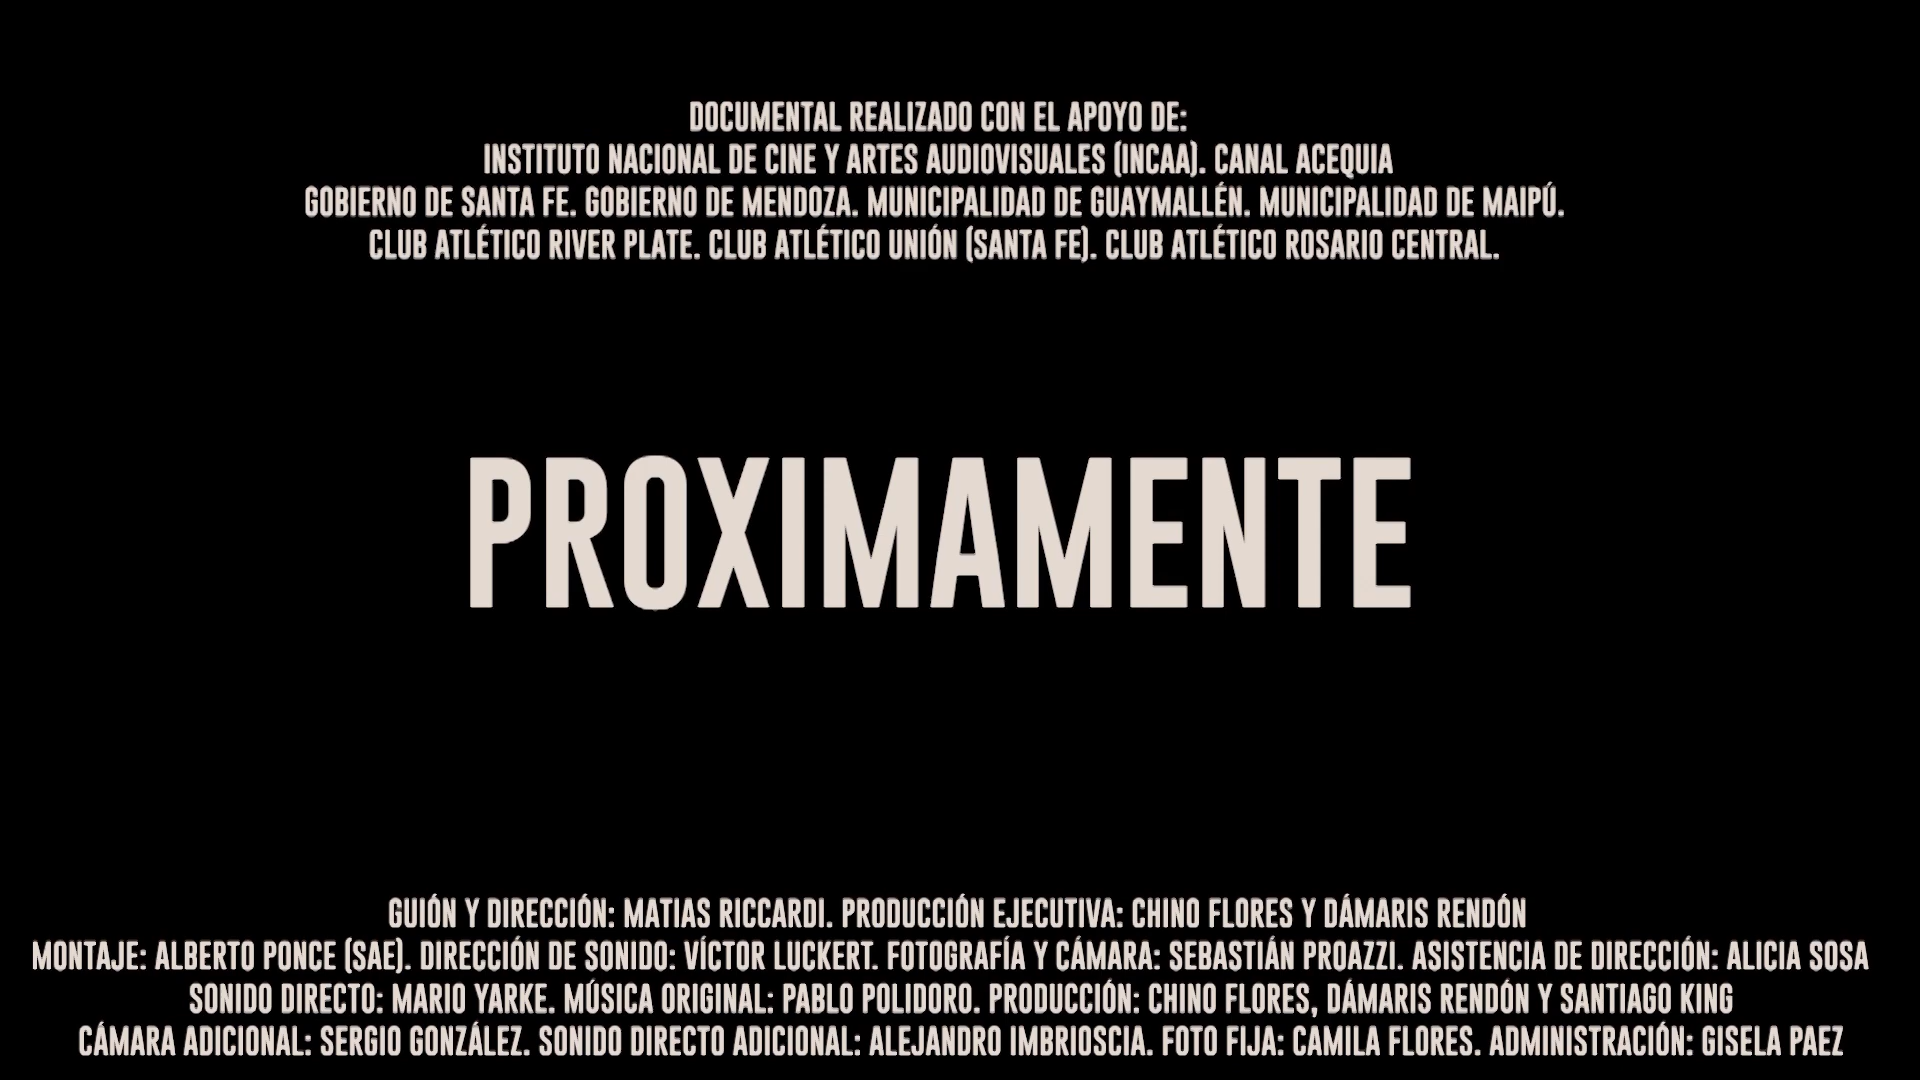 DOCUMENTAL REALIZADO CON EL APOYO DE:
INSTITUTO NACIONAL DE CINE Y ARTES AUDIOVISUALES (INCAA). CANAL ACEQUIA
GOBIERNO DE SANTA FE. GOBIERNO DE MENDOZA. MUNICIPALIDAD DE GUAYMALLÉN. MUNICIPALIDAD DE MAIPÚ.
CLUB ATLÉTICO RIVER PLATE. CLUB ATLÉTICO UNIÓN (SANTA FE). CLUB ATLÉTICO ROSARIO CENTRAL.
PROXIMAMENTE
GUIÓN Y DIRECCIÓN: MATIAS RICCARDI. PRODUCCIÓN EJECUTIVA: CHINO FLORES Y DÁMARIS RENDÓN
MONTAJE: ALBERTO PONCE (SAE). DIRECCIÓN DE SONIDO: VÍCTOR LUCKERT. FOTOGRAFÍA Y CÁMARA: SEBASTIÁN PROAZZI. ASISTENCIA DE DIRECCIÓN: ALICIA SOSA
SONIDO DIRECTO: MARIO YARKE. MÚSICA ORIGINAL: PABLO POLIDORO. PRODUCCIÓN: CHINO FLORES, DÁMARIS RENDÓN Y SANTIAGO KING
CÁMARA ADICIONAL: SERGIO GONZÁLEZ. SONIDO DIRECTO ADICIONAL: ALEJANDRO IMBRIOSCIA. FOTO FIJA: CAMILA FLORES. ADMINISTRACIÓN: GISELA PAEZ